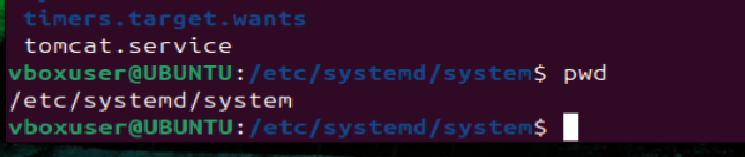 timers.target.wants
tomcat.service
vboxuser@UBUNTU:/etc/systemd/system$ pwd
/etc/systemd/system
vboxuser@UBUNTU:/etc/systemd/system$